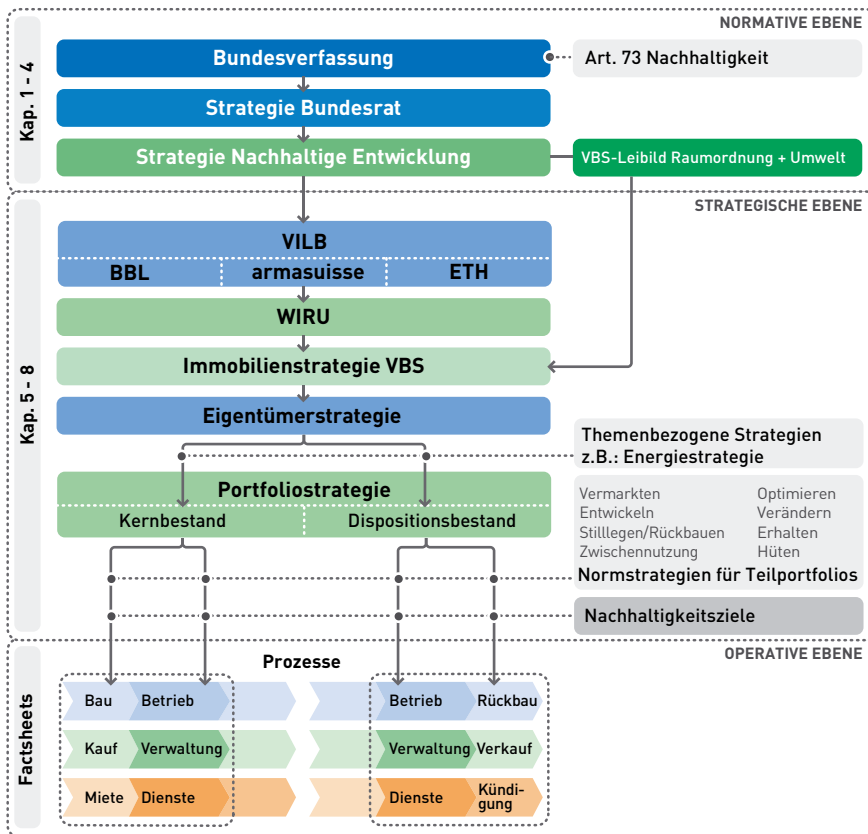 NORMATIVE EBENE
Kap. 1 - 4
Bundesverfassung
Art. 73 Nachhaltigkeit
Strategie Bundesrat
Strategie Nachhaltige Entwicklung
VBS-Leibild Raumordnung + Umwelt
STRATEGISCHE EBENE
Kap. 5 - 8
VILB
BBL armasuisse ETH
WIRU
Immobilienstrategie VBS
Eigentümerstrategie
Themenbezogene Strategien
z.B.: Energiestrategie
Portfoliostrategie
Kernbestand Dispositionsbestand
Vermarkten Optimieren
Entwickeln Verändern
Stilllegen/Rückbauen Erhalten
Zwischennutzung Hüten
Normstrategien für Teilportfolios
Nachhaltigkeitsziele
OPERATIVE EBENE
Factsheets
Prozesse
Bau Betrieb Betrieb Rückbau
Kauf Verwaltung Verwaltung Verkauf
Miete Dienste Dienste Kündi-
gung